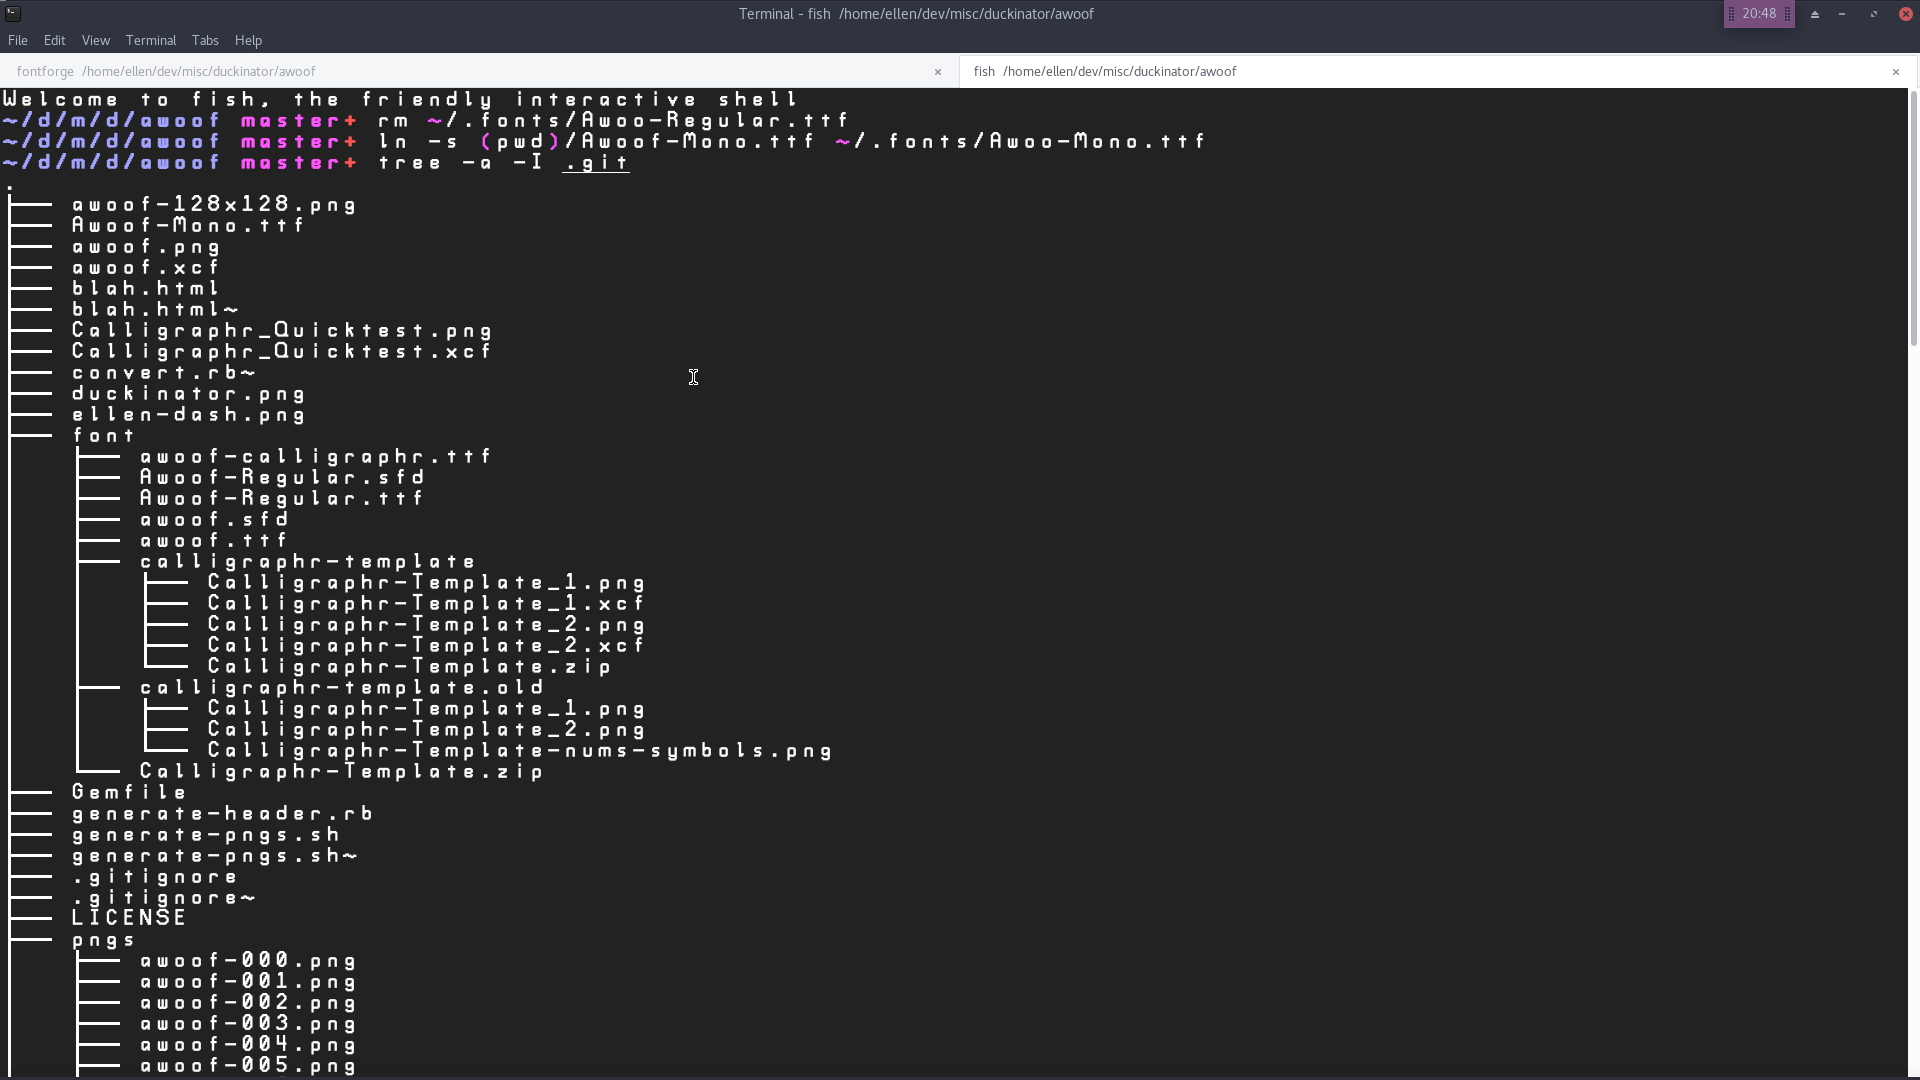 Terminal - fish  /home/ellen/dev/misc/duckinator/awoof
20:48
File Edit View Terminal Tabs Help
fontforge  /home/ellen/dev/misc/duckinator/awoof ×
fish  /home/ellen/dev/misc/duckinator/awoof ×
Welcome to fish, the friendly interactive shell
~/d/m/d/awoof master+ rm ~/.fonts/Awoo-Regular.ttf
~/d/m/d/awoof master+ ln -s (pwd)/Awoof-Mono.ttf ~/.fonts/Awoo-Mono.ttf
~/d/m/d/awoof master+ tree -a -I .git
.
├── awoof-128x128.png
├── Awoof-Mono.ttf
├── awoof.png
├── awoof.xcf
├── blah.html
├── blah.html~
├── Calligraphr_Quicktest.png
├── Calligraphr_Quicktest.xcf
├── convert.rb~
├── duckinator.png
├── ellen-dash.png
├── font
│   ├── awoof-calligraphr.ttf
│   ├── Awoof-Regular.sfd
│   ├── Awoof-Regular.ttf
│   ├── awoof.sfd
│   ├── awoof.ttf
│   ├── calligraphr-template
│   │   ├── Calligraphr-Template_1.png
│   │   ├── Calligraphr-Template_1.xcf
│   │   ├── Calligraphr-Template_2.png
│   │   ├── Calligraphr-Template_2.xcf
│   │   └── Calligraphr-Template.zip
│   ├── calligraphr-template.old
│   │   ├── Calligraphr-Template_1.png
│   │   ├── Calligraphr-Template_2.png
│   │   └── Calligraphr-Template-nums-symbols.png
│   └── Calligraphr-Template.zip
├── Gemfile
├── generate-header.rb
├── generate-pngs.sh
├── generate-pngs.sh~
├── .gitignore
├── .gitignore~
├── LICENSE
├── pngs
│   ├── awoof-000.png
│   ├── awoof-001.png
│   ├── awoof-002.png
│   ├── awoof-003.png
│   ├── awoof-004.png
│   ├── awoof-005.png